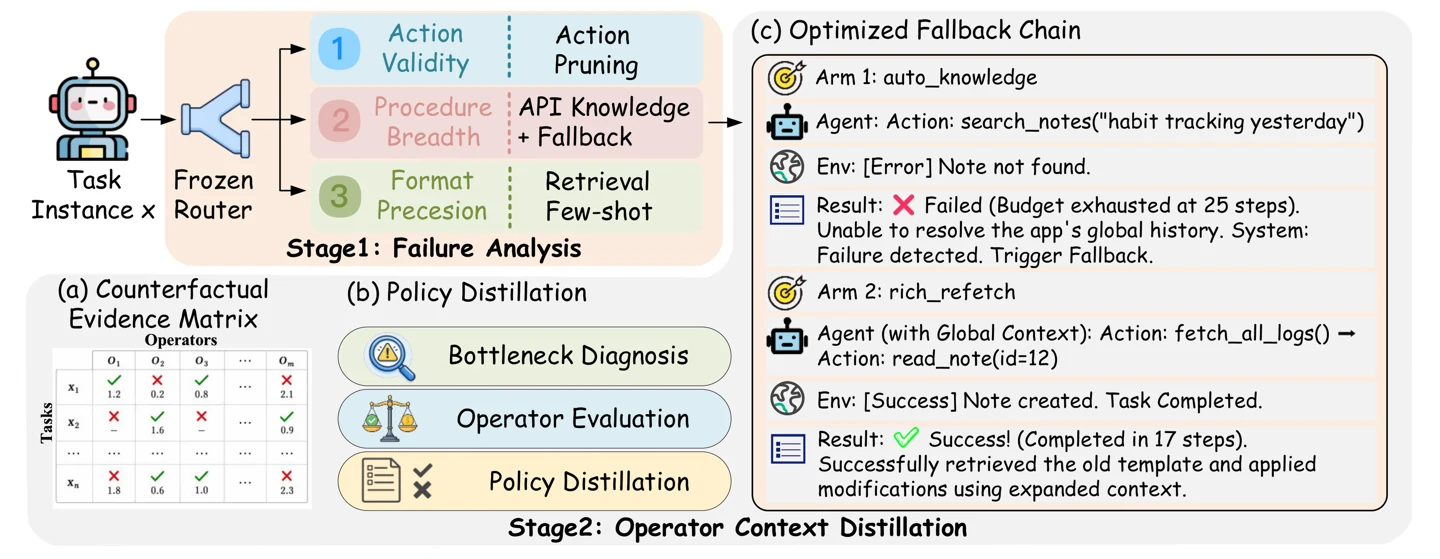 Task
Instance x
Frozen
Router
1
Action
Validity
Action
Pruning
2
Procedure
Breadth
API Knowledge
+ Fallback
3
Format
Precesion
Retrieval
Few-shot
Stage1: Failure Analysis
(a) Counterfactual
Evidence Matrix
Operators
Tasks
O1 O2 O3 ... Om
x1 ✓ ✗ ✓ ... ✗
1.2 0.2 0.8 2.1
x2 ✗ ✓ ✗ ... ✓
– 1.6 – 0.9
... ... ... ... ...
xn ✗ ✓ ✓ ... ✗
1.8 0.6 1.0 2.3
(b) Policy Distillation
Bottleneck Diagnosis
Operator Evaluation
Policy Distillation
(c) Optimized Fallback Chain
Arm 1: auto_knowledge
Agent: Action: search_notes("habit tracking yesterday")
Env: [Error] Note not found.
Result: ❌ Failed (Budget exhausted at 25 steps).
Unable to resolve the app's global history. System:
Failure detected. Trigger Fallback.
Arm 2: rich_refetch
Agent (with Global Context): Action: fetch_all_logs() →
Action: read_note(id=12)
Env: [Success] Note created. Task Completed.
Result: ✓ Success! (Completed in 17 steps).
Successfully retrieved the old template and applied
modifications using expanded context.
Stage2: Operator Context Distillation